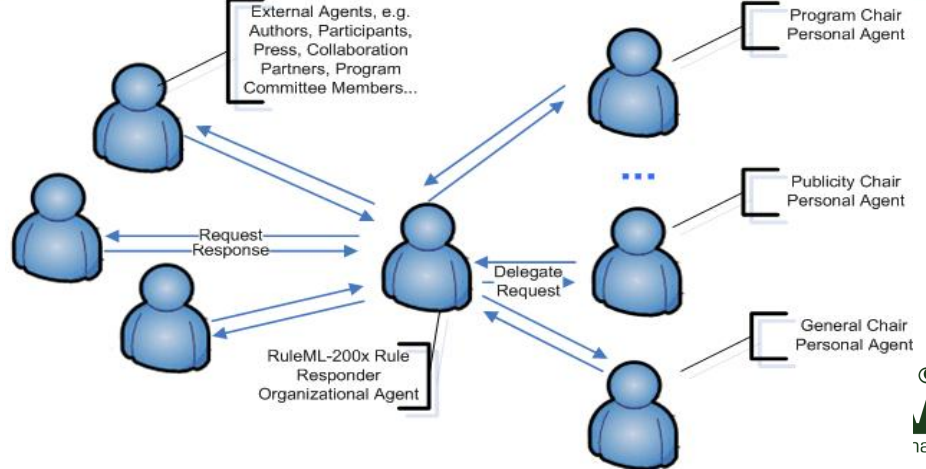 External Agents, e.g.
Authors, Participants,
Press, Collaboration
Partners, Program
Committee Members...
Program Chair
Personal Agent
...
Publicity Chair
Personal Agent
Request
Response
Delegate
Request
RuleML-200x Rule
Responder
Organizational Agent
General Chair
Personal Agent
©